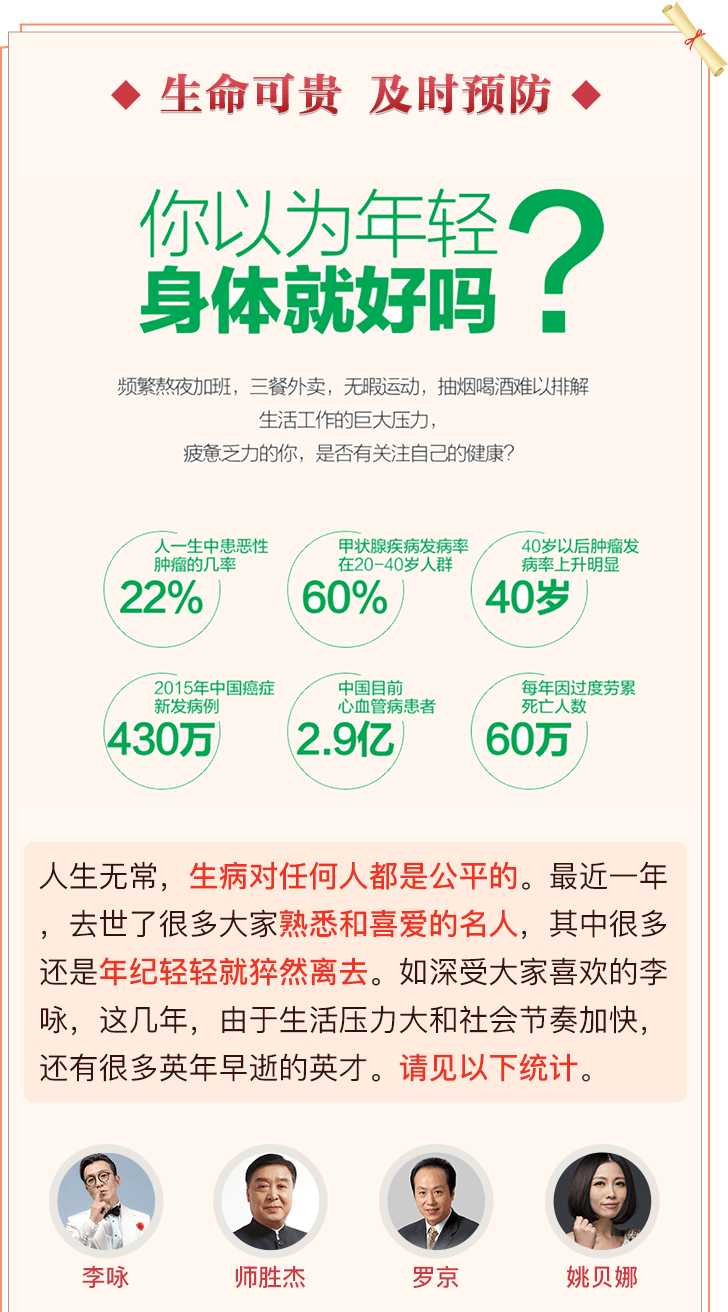 生命可贵 及时预防
你以为年轻
身体就好吗?
频繁熬夜加班，三餐外卖，无暇运动，抽烟喝酒难以排解
生活工作的巨大压力，
疲惫乏力的你，是否有关注自己的健康?
人一生中患恶性
肿瘤的几率
22%
甲状腺疾病发病率
在20-40岁人群
60%
40岁以后肿瘤发
病率上升明显
40岁
2015年中国癌症
新发病例
430万
中国目前
心血管病患者
2.9亿
每年因过度劳累
死亡人数
60万
人生无常，生病对任何人都是公平的。最近一年
，去世了很多大家熟悉和喜爱的名人，其中很多
还是年纪轻轻就猝然离去。如深受大家喜欢的李
咏，这几年，由于生活压力大和社会节奏加快，
还有很多英年早逝的英才。请见以下统计。
李咏
师胜杰
罗京
姚贝娜